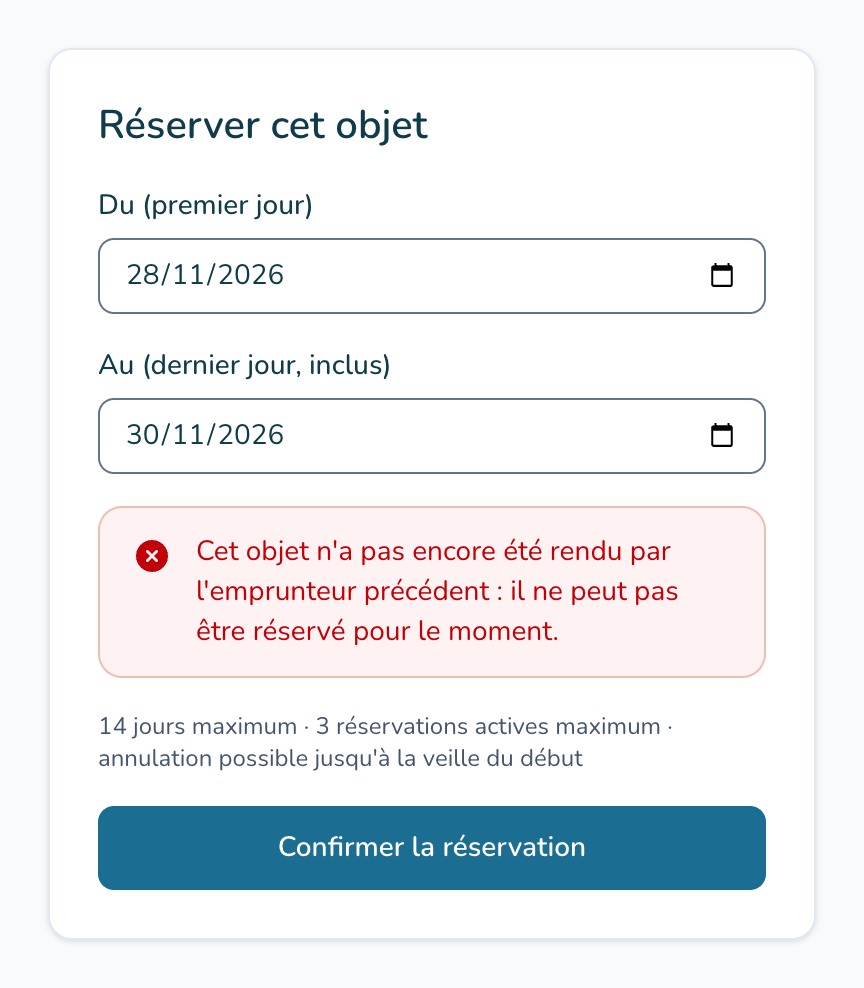 Réserver cet objet
Du (premier jour)
28/11/2026
Au (dernier jour, inclus)
30/11/2026
Cet objet n'a pas encore été rendu par
l'emprunteur précédent : il ne peut pas
être réservé pour le moment.
14 jours maximum · 3 réservations actives maximum ·
annulation possible jusqu'à la veille du début
Confirmer la réservation